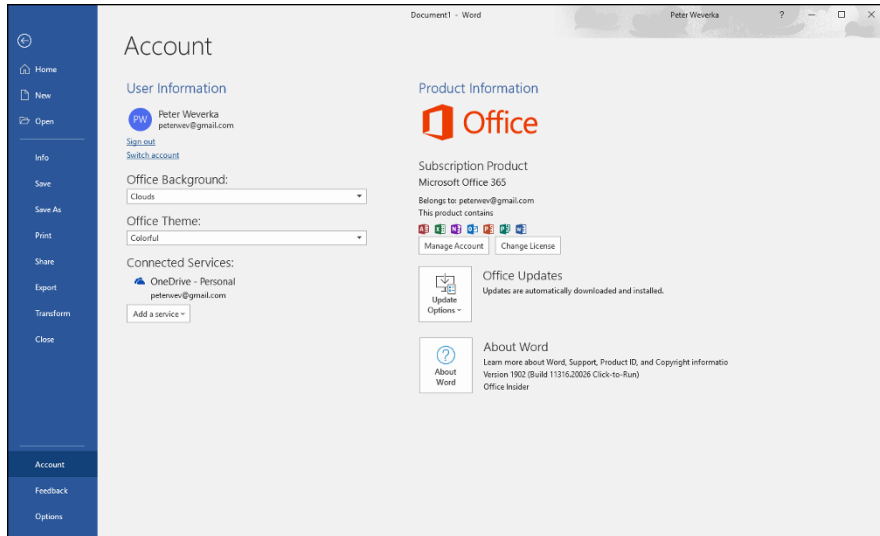 Document1 - Word
Peter Weverka
?
Home
New
Open
Info
Save
Save As
Print
Share
Export
Transform
Close
Account
Feedback
Options
Account
User Information
PW
Peter Weverka
peterwev@gmail.com
Sign out
Switch account
Office Background:
Clouds
Office Theme:
Colorful
Connected Services:
OneDrive - Personal
peterwev@gmail.com
Add a service
Product Information
Office
Subscription Product
Microsoft Office 365
Belongs to: peterwev@gmail.com
This product contains
Manage Account
Change License
Update
Options
Office Updates
Updates are automatically downloaded and installed.
?
About
Word
About Word
Learn more about Word, Support, Product ID, and Copyright informatio
Version 1902 (Build 11316.20026 Click-to-Run)
Office Insider